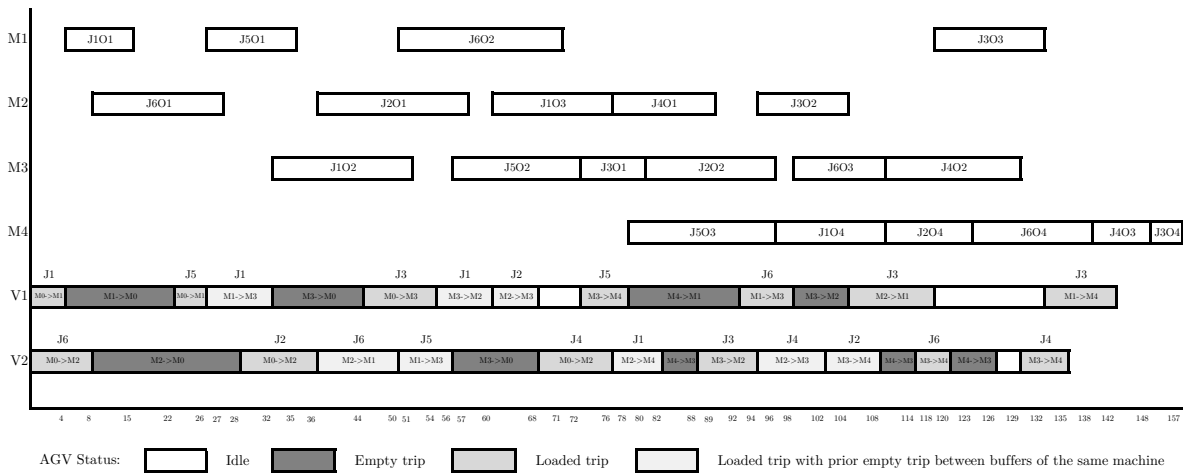 M1 J1O1 J5O1 J6O2 J3O3
M2 J6O1 J2O1 J1O3 J4O1 J3O2
M3 J1O2 J5O2 J3O1 J2O2 J6O3 J4O2
M4 J5O3 J1O4 J2O4 J6O4 J4O3 J3O4
J1 J5 J1 J3 J1 J2 J5 J6 J3 J3
V1 M0->M1 M1->M0 M0->M1 M1->M3 M3->M0 M0->M3 M3->M2 M2->M3 M3->M4 M4->M1 M1->M3 M3->M2 M2->M1 M1->M4
J6 J2 J6 J5 J4 J1 J3 J4 J2 J6 J4
V2 M0->M2 M2->M0 M0->M2 M2->M1 M1->M3 M3->M0 M0->M2 M2->M4 M4->M3 M3->M2 M2->M3 M3->M4 M4->M3 M3->M4 M4->M3 M3->M4
4 8 15 22 26 27 28 32 35 36 44 50 51 54 56 57 60 68 71 72 76 78 80 82 88 89 92 94 96 98 102 104 108 114 118 120 123 126 129 132 135 138 142 148 157
AGV Status: Idle Empty trip Loaded trip Loaded trip with prior empty trip between buffers of the same machine